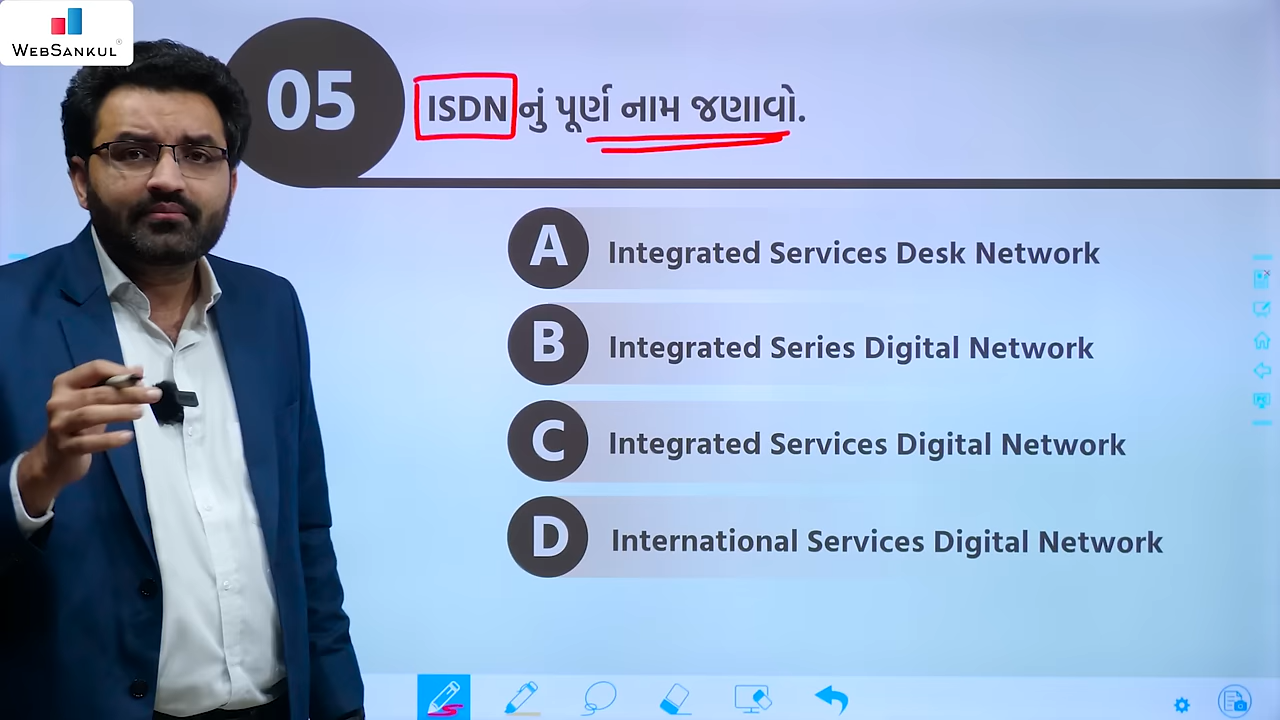 WEBSANKUL
05
ISDN નું પૂર્ણ નામ જણાવો.
A Integrated Services Desk Network
B Integrated Series Digital Network
C Integrated Services Digital Network
D International Services Digital Network